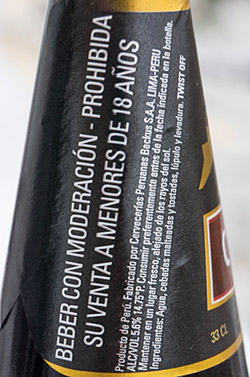 BEBER CON MODERACIÓN - PROHIBIDA
SU VENTA A MENORES DE 18 AÑOS
Producto de Perú. Fabricado por Cervecerías Peruanas Backus S.A.A. LIMA-PERU
ALC/VOL5.6% 14.75°P. Consumir preferentemente antes de la fecha indicada en la botella.
Mantener en un lugar fresco, alejado de los rayos del sol.
Ingredientes: Agua, cebadas malteadas y tostadas, lúpulo y levadura. TWIST OFF
33 CL